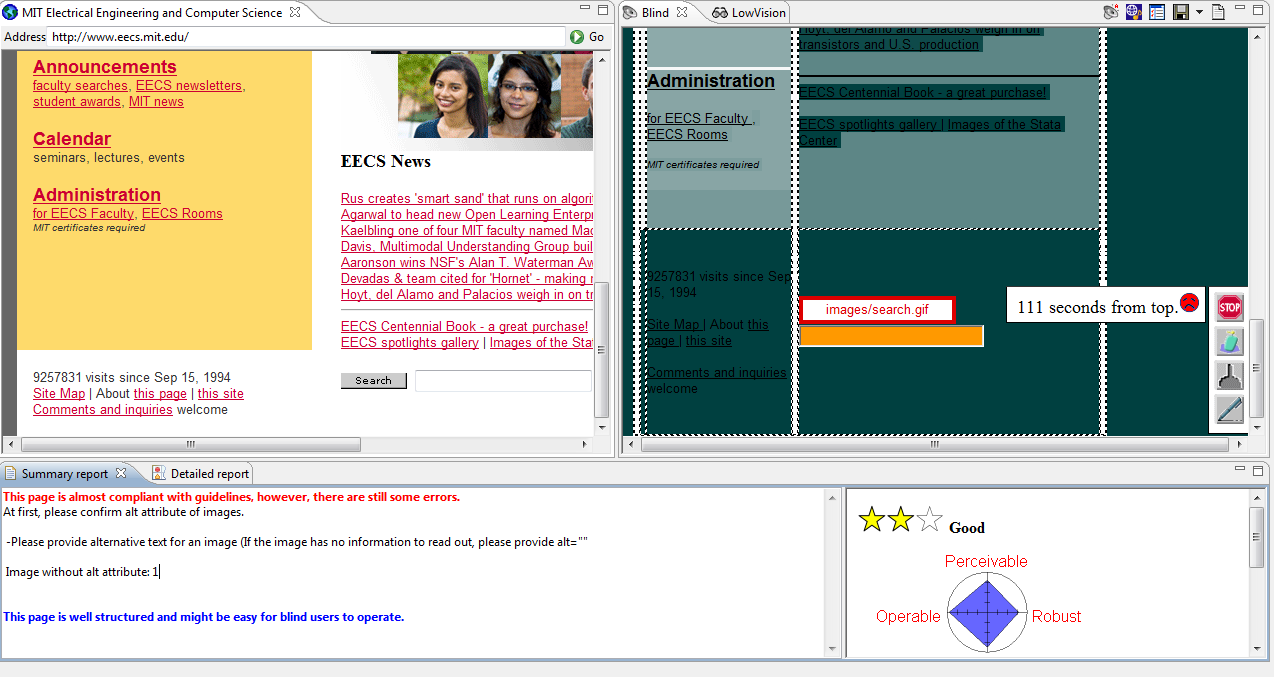 MIT Electrical Engineering and Computer Science
Address http://www.eecs.mit.edu/ Go
Announcements
faculty searches, EECS newsletters,
student awards, MIT news
Calendar
seminars, lectures, events
Administration
for EECS Faculty, EECS Rooms
MIT certificates required
9257831 visits since Sep 15, 1994
Site Map | About this page | this site
Comments and inquiries welcome
EECS News
Rus creates 'smart sand' that runs on
Agarwal to head new Open Learning
Kaelbling one of four MIT faculty named
Davis, Multimodal Understanding Group
Aaronson wins NSF's Alan T. Waterman
Devadas & team cited for 'Hornet' - making
Hoyt, del Alamo and Palacios weigh in on
EECS Centennial Book - a great purchase!
EECS spotlights gallery | Images of the
Search
Blind LowVision
Hoyt, del Alamo and Palacios weigh in on
transistors and U.S. production
Administration
for EECS Faculty ,
EECS Rooms
MIT certificates required
EECS Centennial Book - a great purchase!
EECS spotlights gallery | Images of the Stata
Center
9257831 visits since Sep
15, 1994
Site Map | About this
page | this site
Comments and inquiries
welcome
images/search.gif
111 seconds from top.
STOP
Summary report Detailed report
This page is almost compliant with guidelines, however, there are still some errors.
At first, please confirm alt attribute of images.
-Please provide alternative text for an image (If the image has no information to read out, please provide alt=""
Image without alt attribute: 1
This page is well structured and might be easy for blind users to operate.
Good
Perceivable
Operable Robust